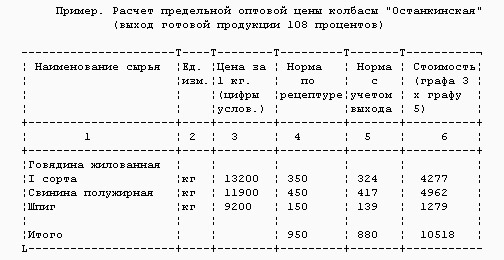 Пример. Расчет предельной оптовой цены колбасы "Останкинская"
(выход готовой продукции 108 процентов)
Наименование сырья Ед. Цена за Норма Норма Стоимость
изм. 1 кг. по с (графа 3
(цифры рецептуре учетом х графу
услов.) выхода 5)
1 2 3 4 5 6
Говядина жилованная
I сорта кг 13200 350 324 4277
Свинина полужирная кг 11900 450 417 4962
Шпиг кг 9200 150 139 1279
Итого 950 880 10518